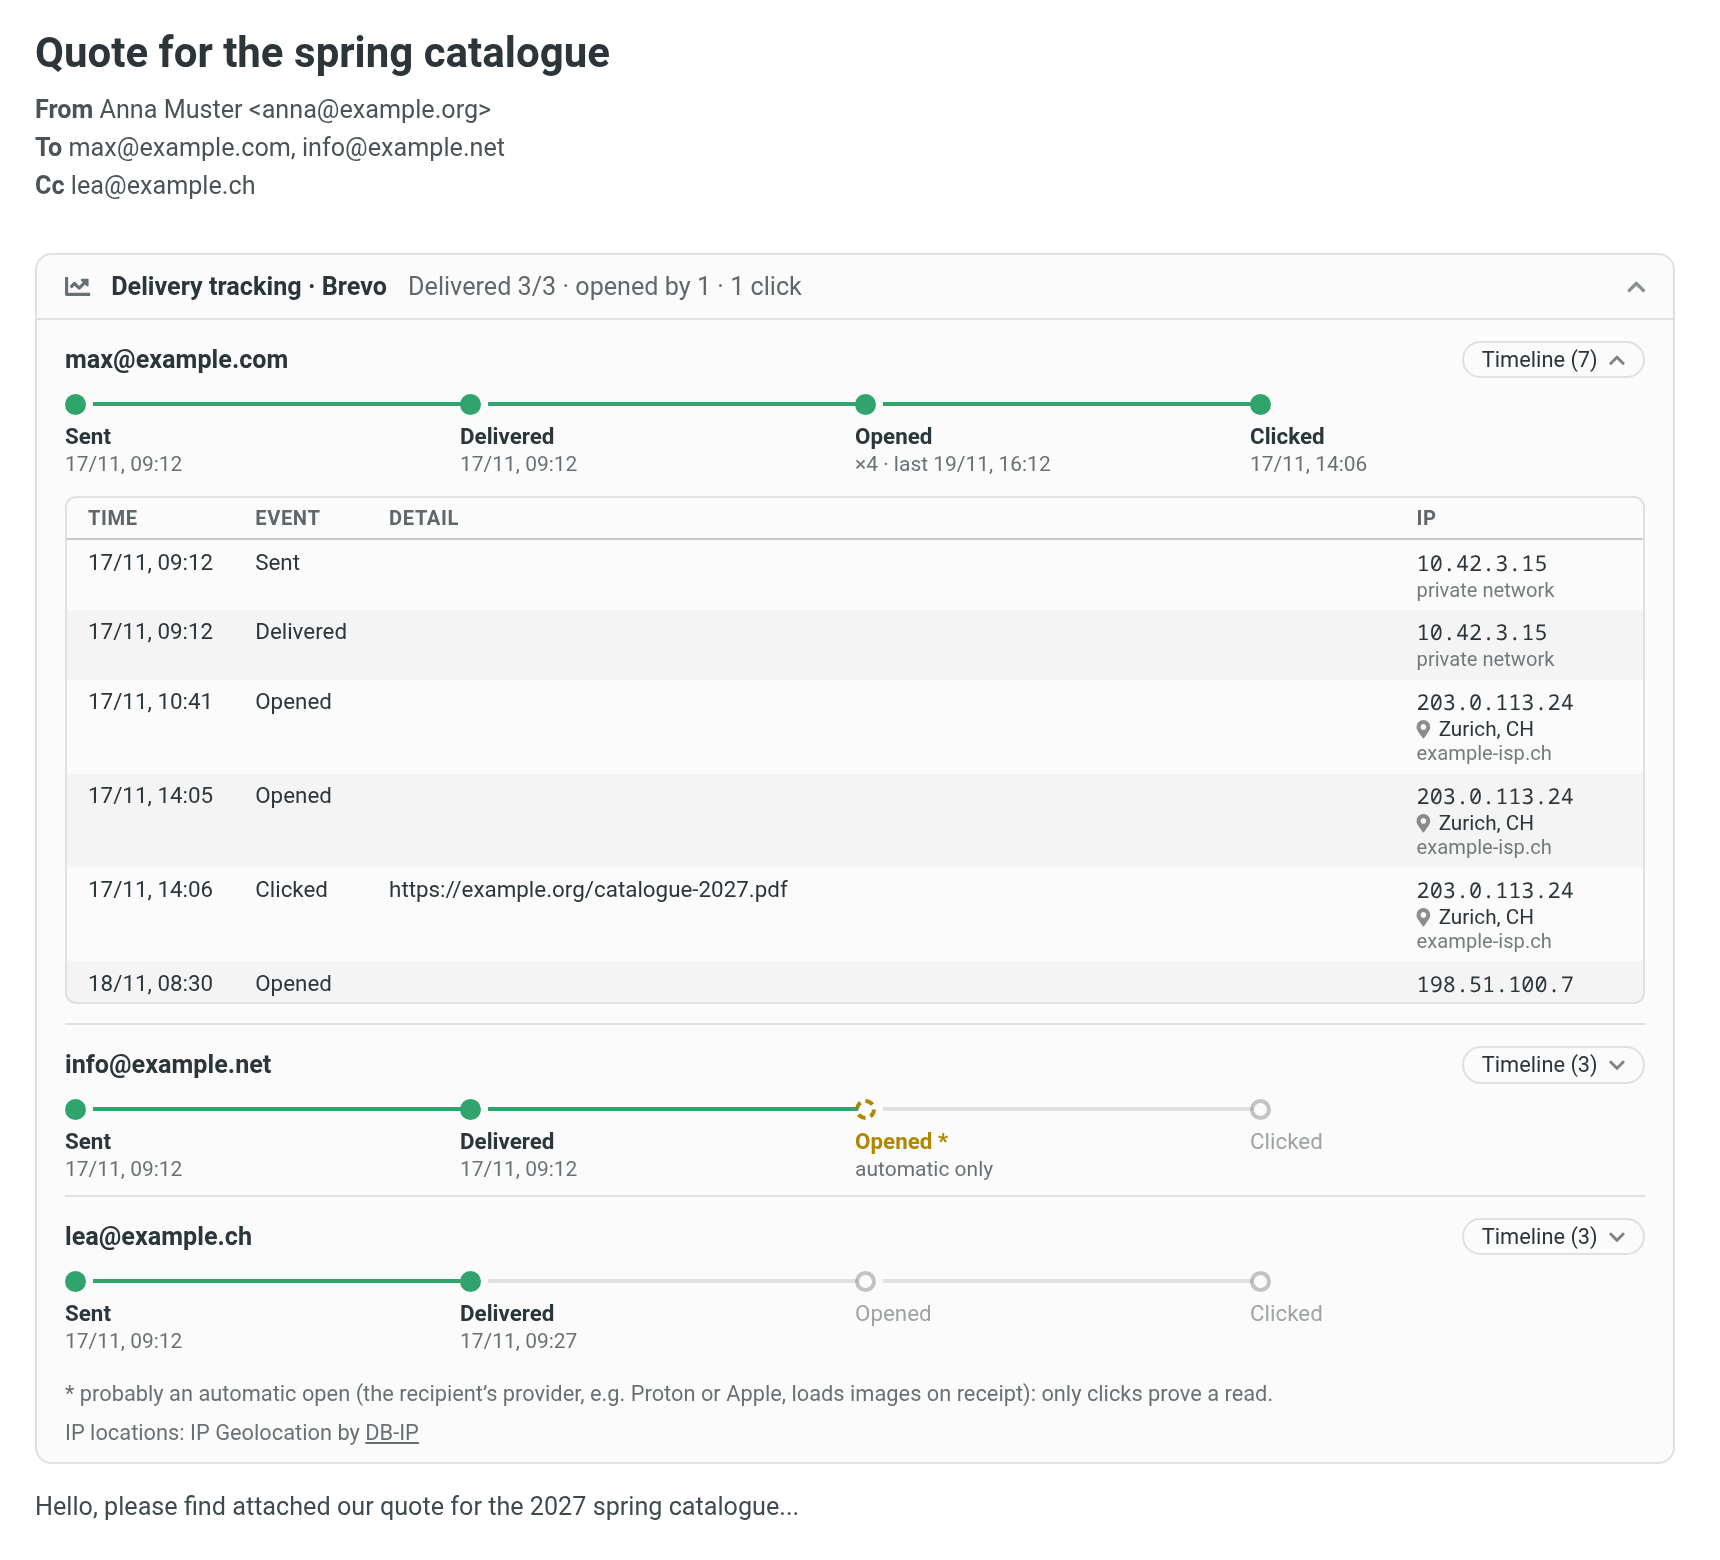 Quote for the spring catalogue
From Anna Muster <anna@example.org>
To max@example.com, info@example.net
Cc lea@example.ch
Delivery tracking · Brevo Delivered 3/3 · opened by 1 · 1 click
max@example.com Timeline (7)
Sent Delivered Opened Clicked
17/11, 09:12 17/11, 09:12 ×4 · last 19/11, 16:12 17/11, 14:06
TIME EVENT DETAIL IP
17/11, 09:12 Sent 10.42.3.15
private network
17/11, 09:12 Delivered 10.42.3.15
private network
17/11, 10:41 Opened 203.0.113.24
Zurich, CH
example-isp.ch
17/11, 14:05 Opened 203.0.113.24
Zurich, CH
example-isp.ch
17/11, 14:06 Clicked https://example.org/catalogue-2027.pdf 203.0.113.24
Zurich, CH
example-isp.ch
18/11, 08:30 Opened 198.51.100.7
info@example.net Timeline (3)
Sent Delivered Opened * Clicked
17/11, 09:12 17/11, 09:12 automatic only
lea@example.ch Timeline (3)
Sent Delivered Opened Clicked
17/11, 09:12 17/11, 09:27
* probably an automatic open (the recipient’s provider, e.g. Proton or Apple, loads images on receipt): only clicks prove a read.
IP locations: IP Geolocation by DB-IP
Hello, please find attached our quote for the 2027 spring catalogue...